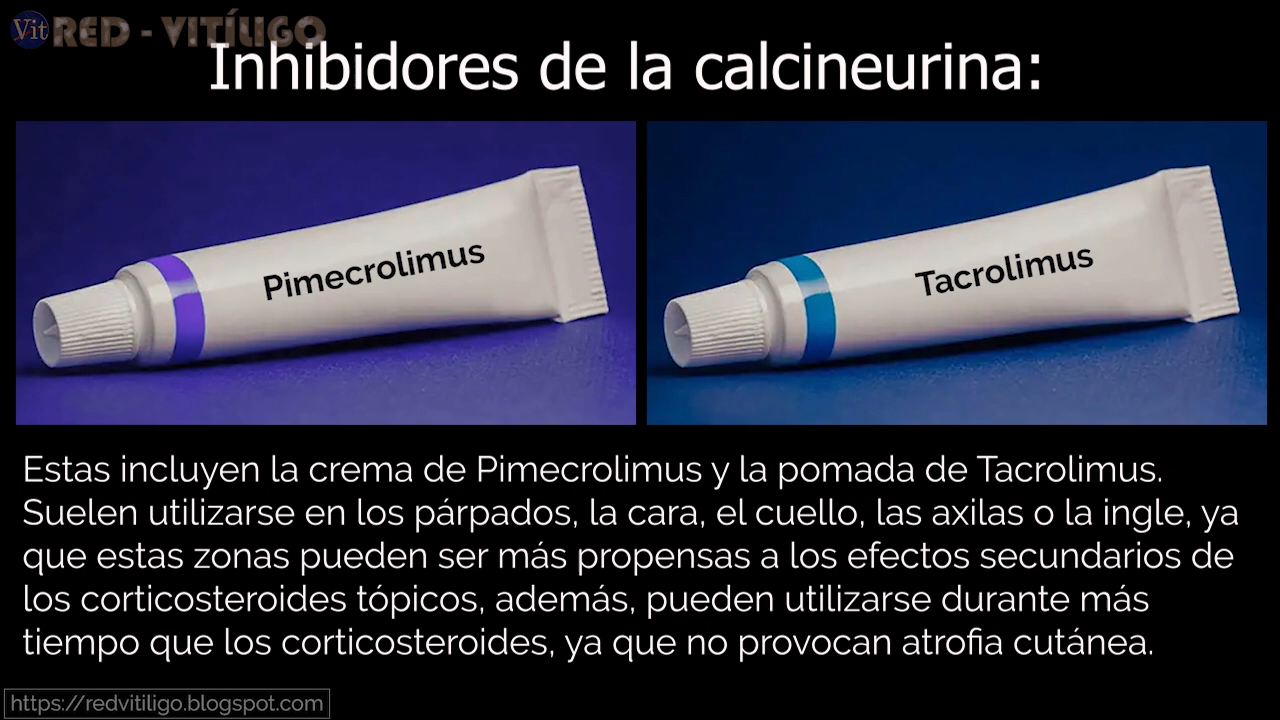 Vit RED - VITÍLIGO
Inhibidores de la calcineurina:
Pimecrolimus
Tacrolimus
Estas incluyen la crema de Pimecrolimus y la pomada de Tacrolimus.
Suelen utilizarse en los párpados, la cara, el cuello, las axilas o la ingle, ya
que estas zonas pueden ser más propensas a los efectos secundarios de
los corticosteroides tópicos, además, pueden utilizarse durante más
tiempo que los corticosteroides, ya que no provocan atrofia cutánea.
https://redvitiligo.blogspot.com